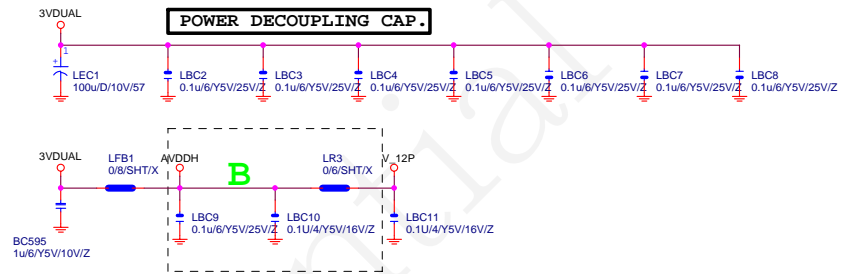 3VDUAL
POWER DECOUPLING CAP.
1
+
LEC1
100u/D/10V/57
LBC2
0.1u/6/Y5V/25V/Z
LBC3
0.1u/6/Y5V/25V/Z
LBC4
0.1u/6/Y5V/25V/Z
LBC5
0.1u/6/Y5V/25V/Z
LBC6
0.1u/6/Y5V/25V/Z
LBC7
0.1u/6/Y5V/25V/Z
LBC8
0.1u/6/Y5V/25V/Z
3VDUAL
LFB1
0/8/SHT/X
AVDDH
B
LR3
0/6/SHT/X
V_12P
BC595
1u/6/Y5V/10V/Z
LBC9
0.1u/6/Y5V/25V/Z
LBC10
0.1U/4/Y5V/16V/Z
LBC11
0.1U/4/Y5V/16V/Z
ntial